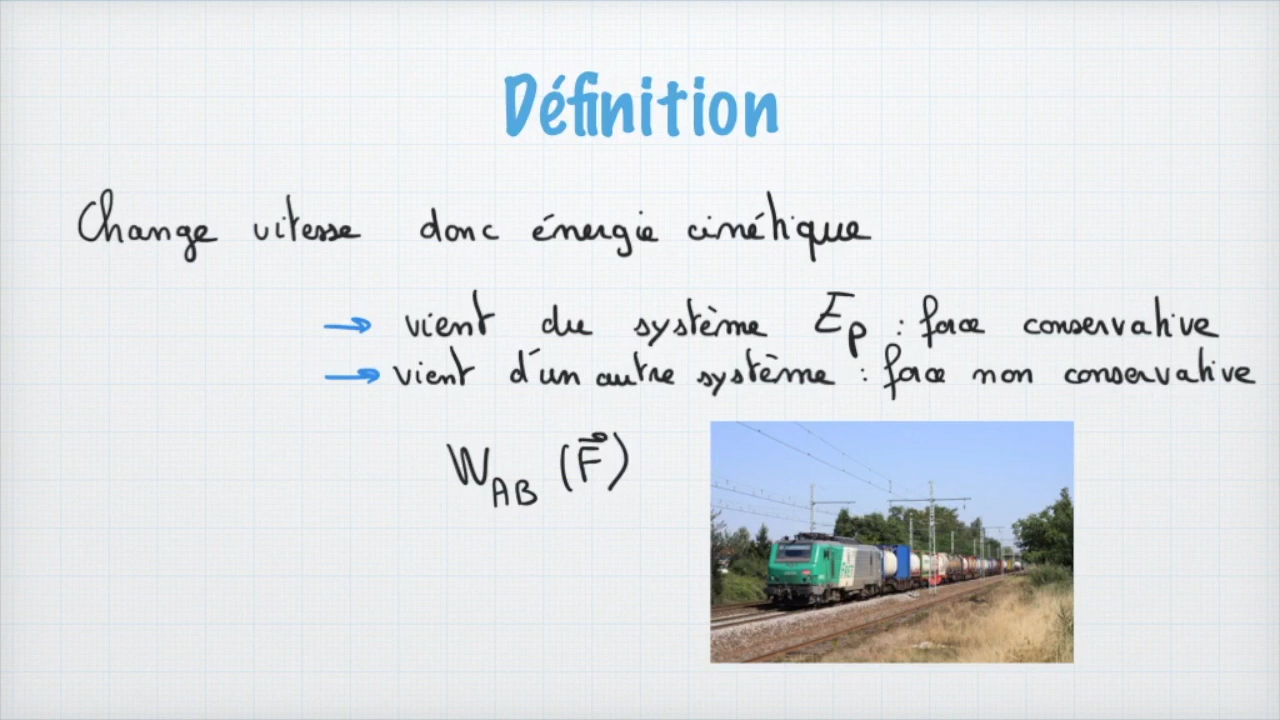 Définition
Change vitesse donc énergie cinétique
→ vient du système Ep : force conservative
→ vient d'un autre système : force non conservative
W_AB (F⃗)